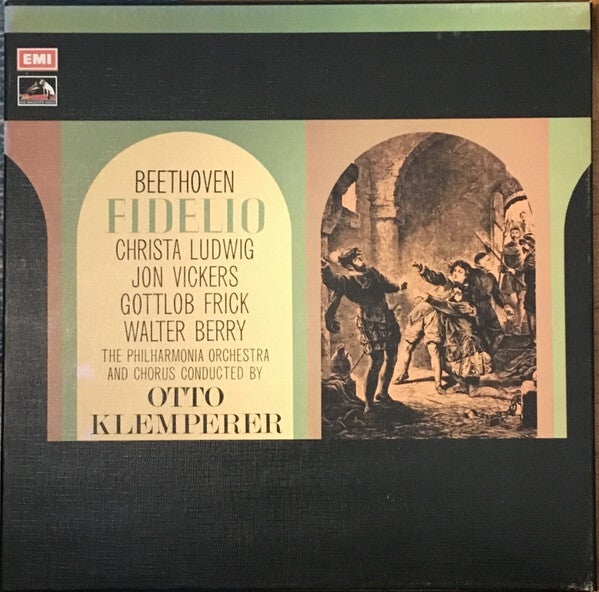 EMI
BEETHOVEN
FIDELIO
CHRISTA LUDWIG
JON VICKERS
GOTTLOB FRICK
WALTER BERRY
THE PHILHARMONIA ORCHESTRA
AND CHORUS CONDUCTED BY
OTTO
KLEMPERER